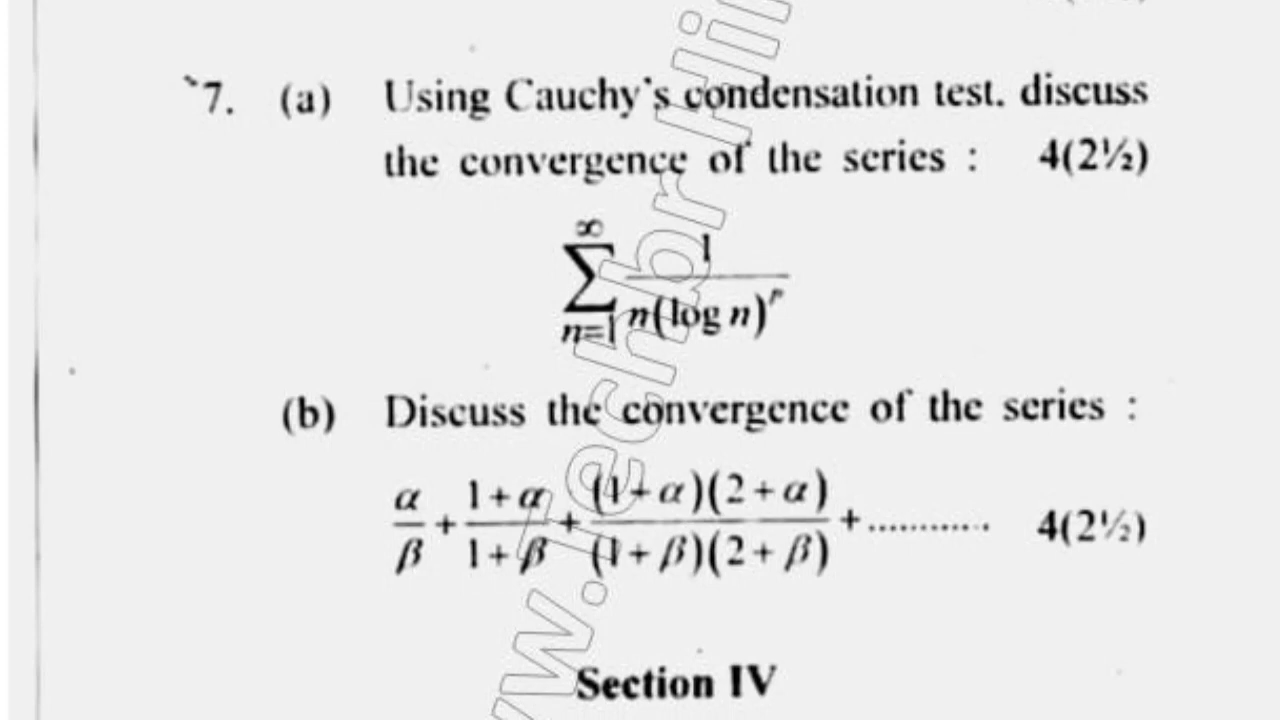 7. (a) Using Cauchy's condensation test. discuss
the convergence of the series : 4(2½)
∞
∑ 1
n=1 n(log n)^p
(b) Discuss the convergence of the series :
α/β + 1+α/1+β + (1+α)(2+α)/(1+β)(2+β) + ............ 4(2½)
Section IV